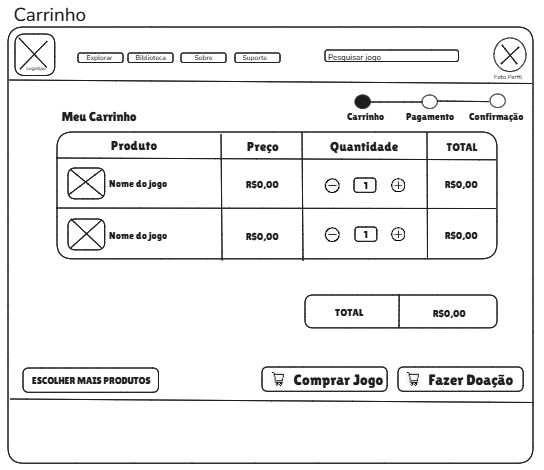 Carrinho
Logotipo
Explorar
Biblioteca
Sobre
Suporte
Pesquisar jogo
Foto Perfil
Meu Carrinho
Carrinho
Pagamento
Confirmação
Produto
Preço
Quantidade
TOTAL
Nome do jogo
R$0,00
1
R$0,00
Nome do jogo
R$0,00
1
R$0,00
TOTAL
R$0,00
ESCOLHER MAIS PRODUTOS
Comprar Jogo
Fazer Doação